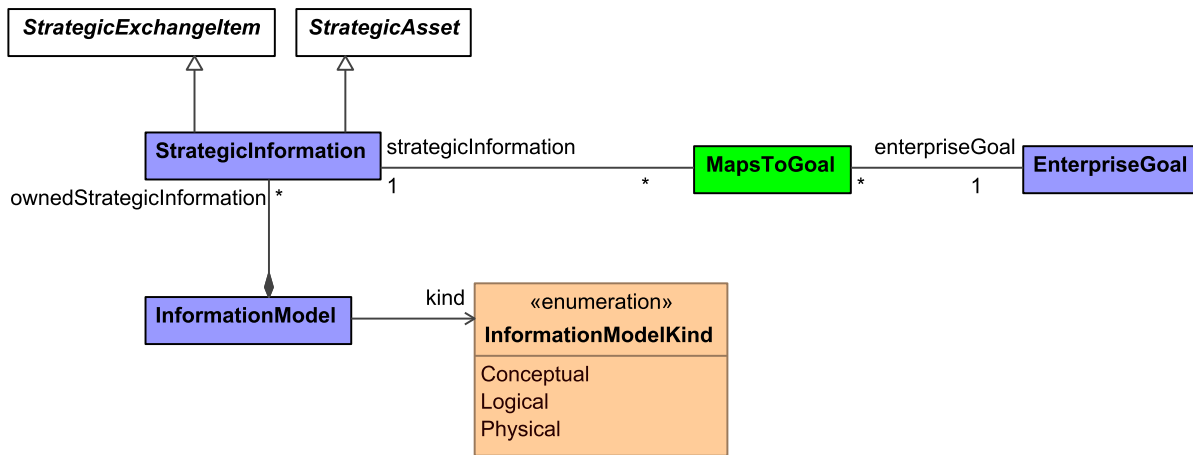 StrategicExchangeItem
StrategicAsset
StrategicInformation
strategicInformation
1
*
MapsToGoal
enterpriseGoal
*
1
EnterpriseGoal
ownedStrategicInformation
*
InformationModel
kind
«enumeration»
InformationModelKind
Conceptual
Logical
Physical